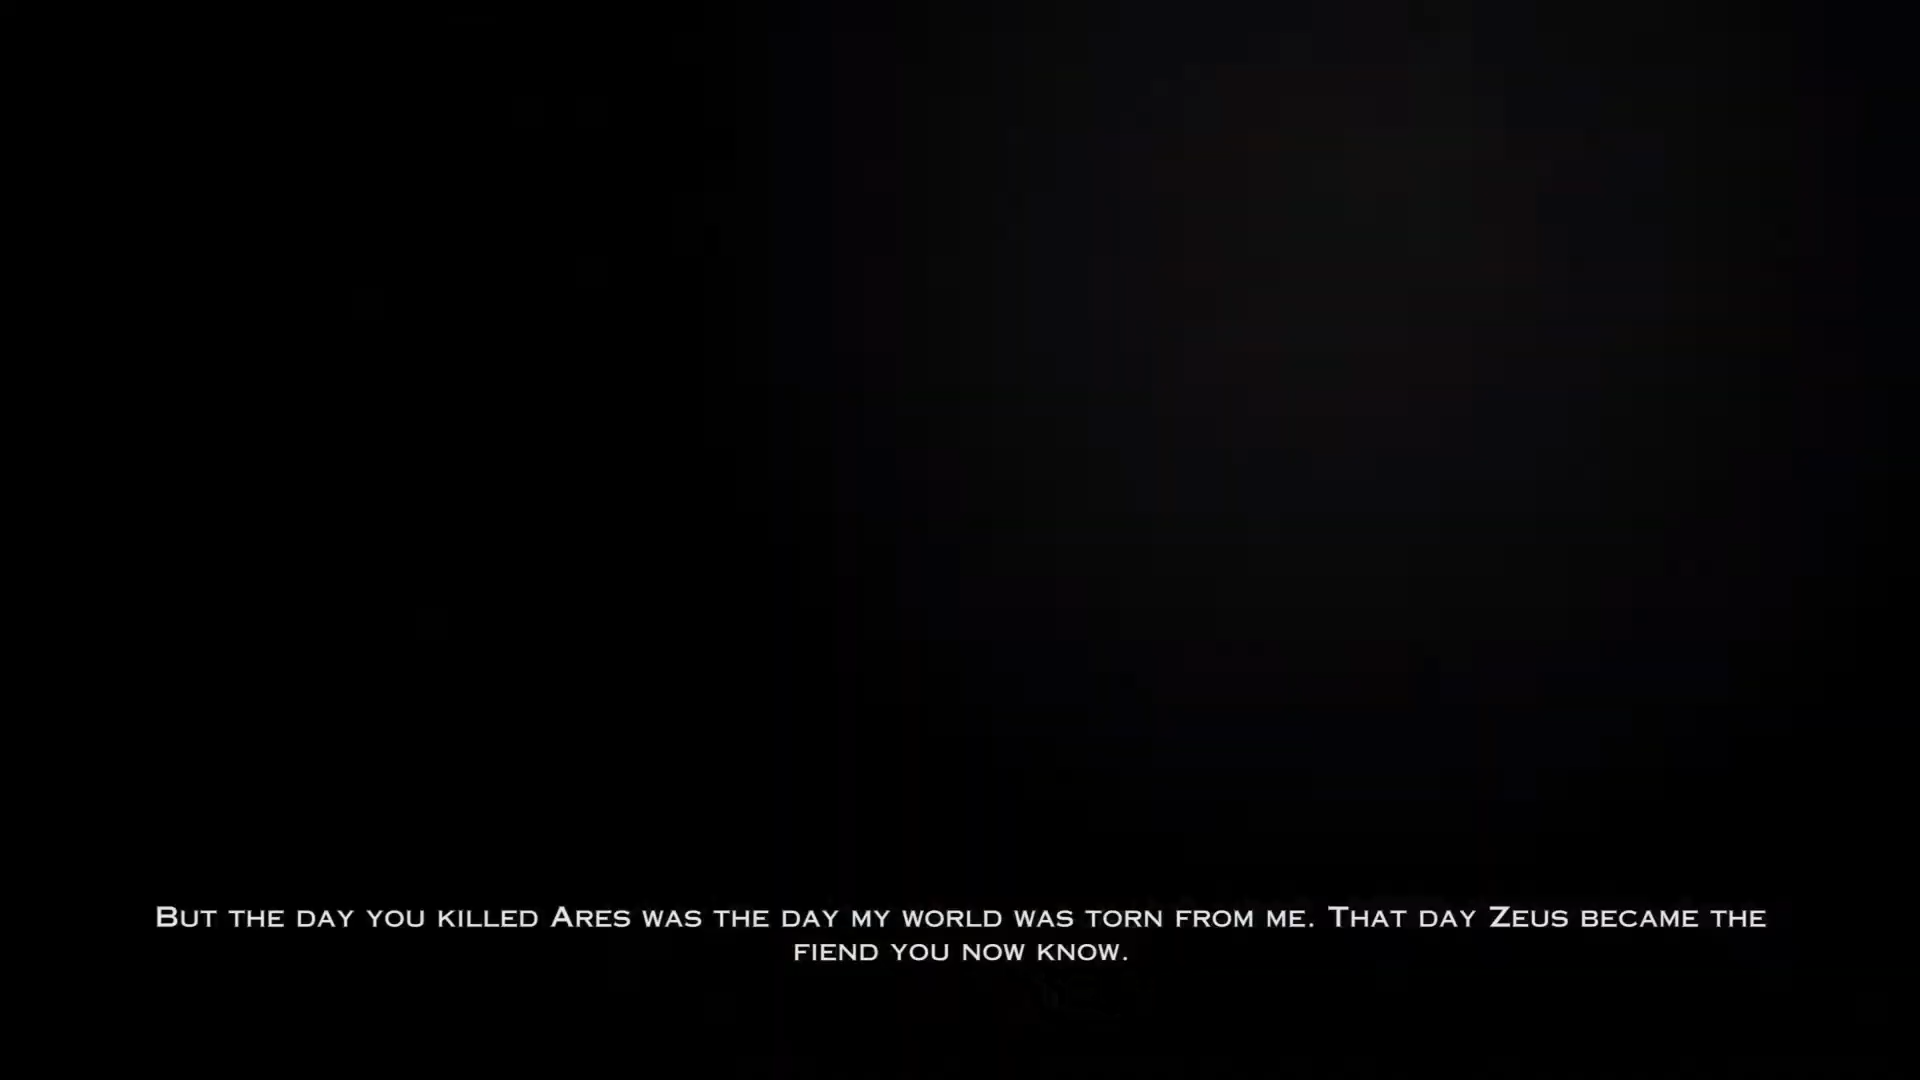 But the day you killed Ares was the day my world was torn from me. That day Zeus became the
fiend you now know.